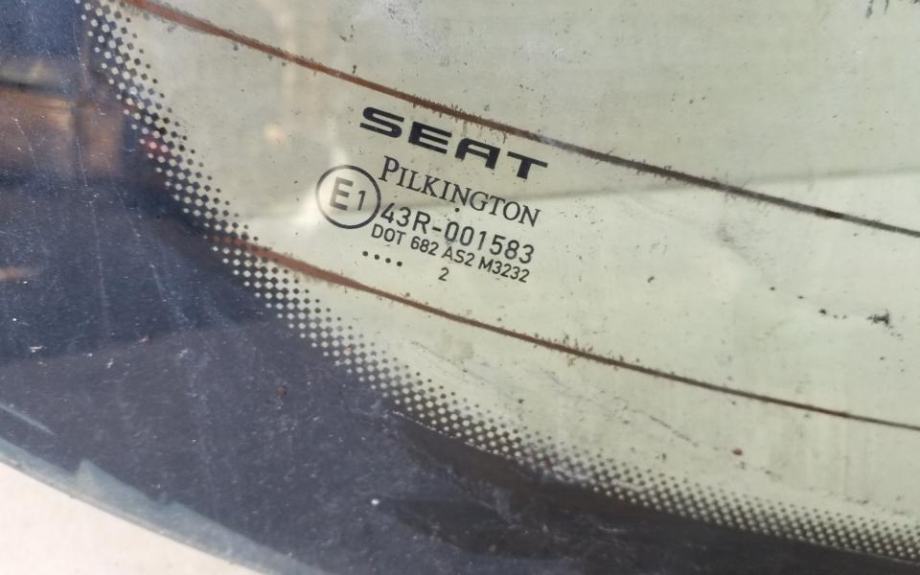 SEAT
PILKINGTON
E1 43R-001583
DOT 682 AS2 M3232
.... 2